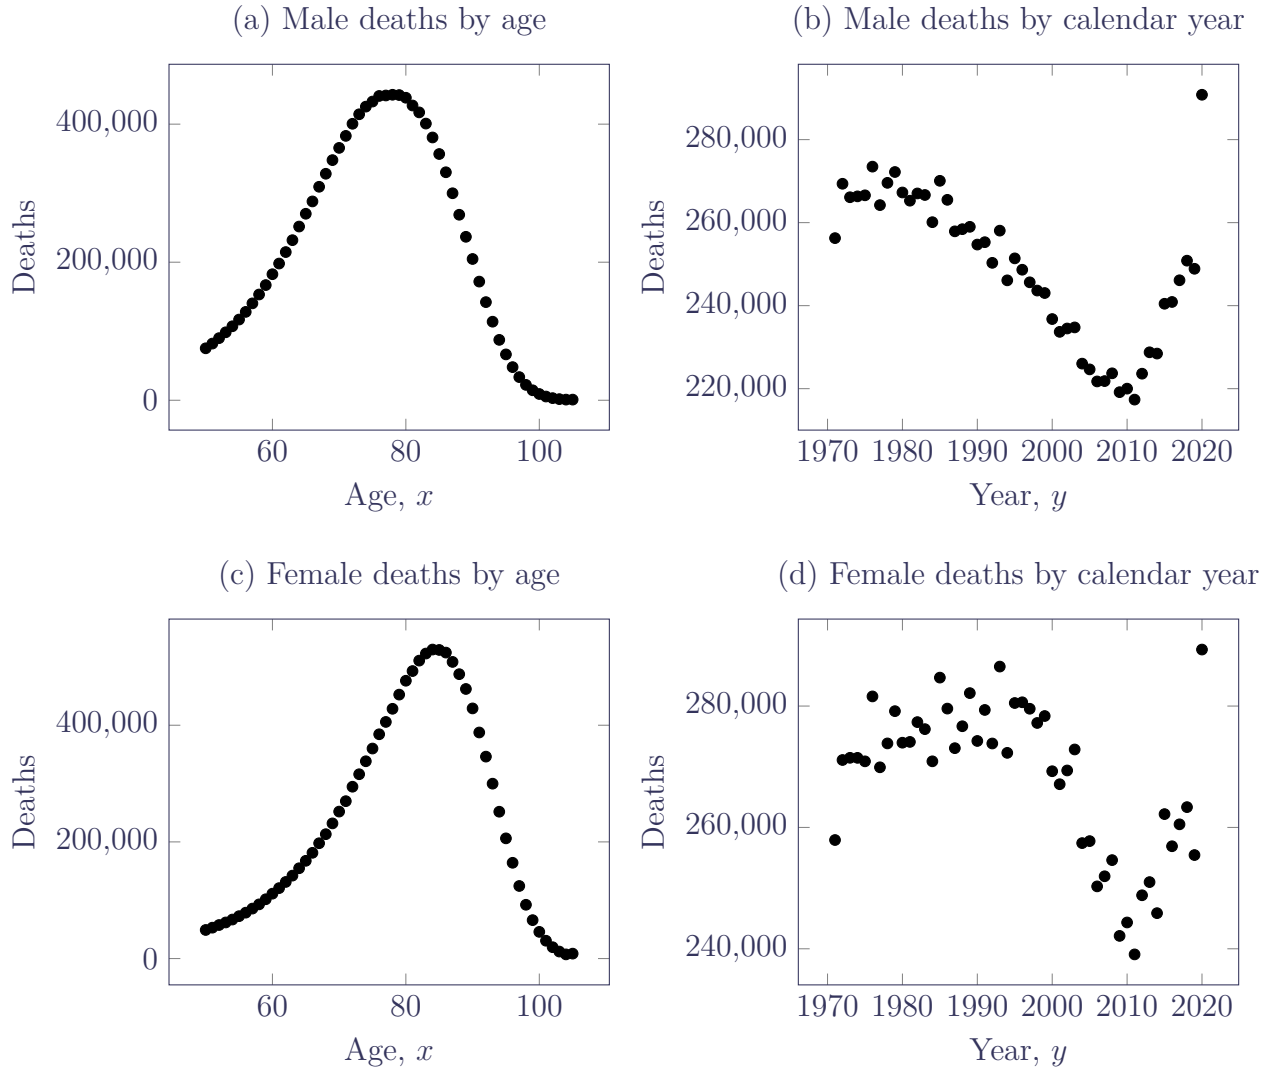 (a) Male deaths by age
400,000
200,000
0
Deaths
60 80 100
Age, x
(b) Male deaths by calendar year
280,000
260,000
240,000
220,000
Deaths
1970 1980 1990 2000 2010 2020
Year, y
(c) Female deaths by age
400,000
200,000
0
Deaths
60 80 100
Age, x
(d) Female deaths by calendar year
280,000
260,000
240,000
Deaths
1970 1980 1990 2000 2010 2020
Year, y